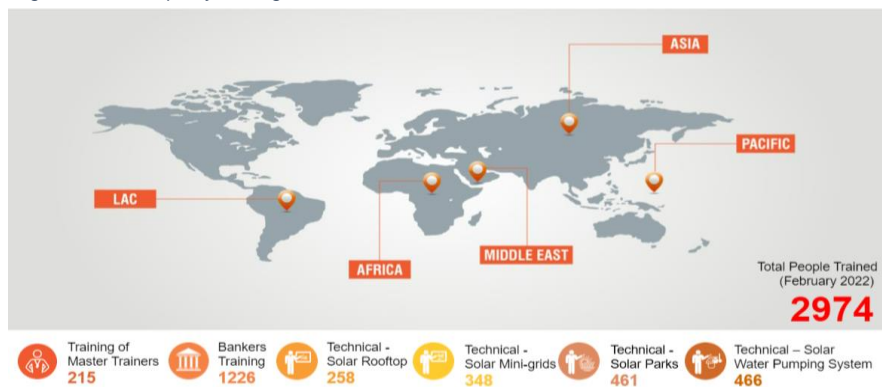 ASIA
PACIFIC
LAC
AFRICA
MIDDLE EAST
Total People Trained
(February 2022)
2974
Training of
Master Trainers
215
Bankers
Training
1226
Technical -
Solar Rooftop
258
Technical -
Solar Mini-grids
348
Technical -
Solar Parks
461
Technical – Solar
Water Pumping System
466